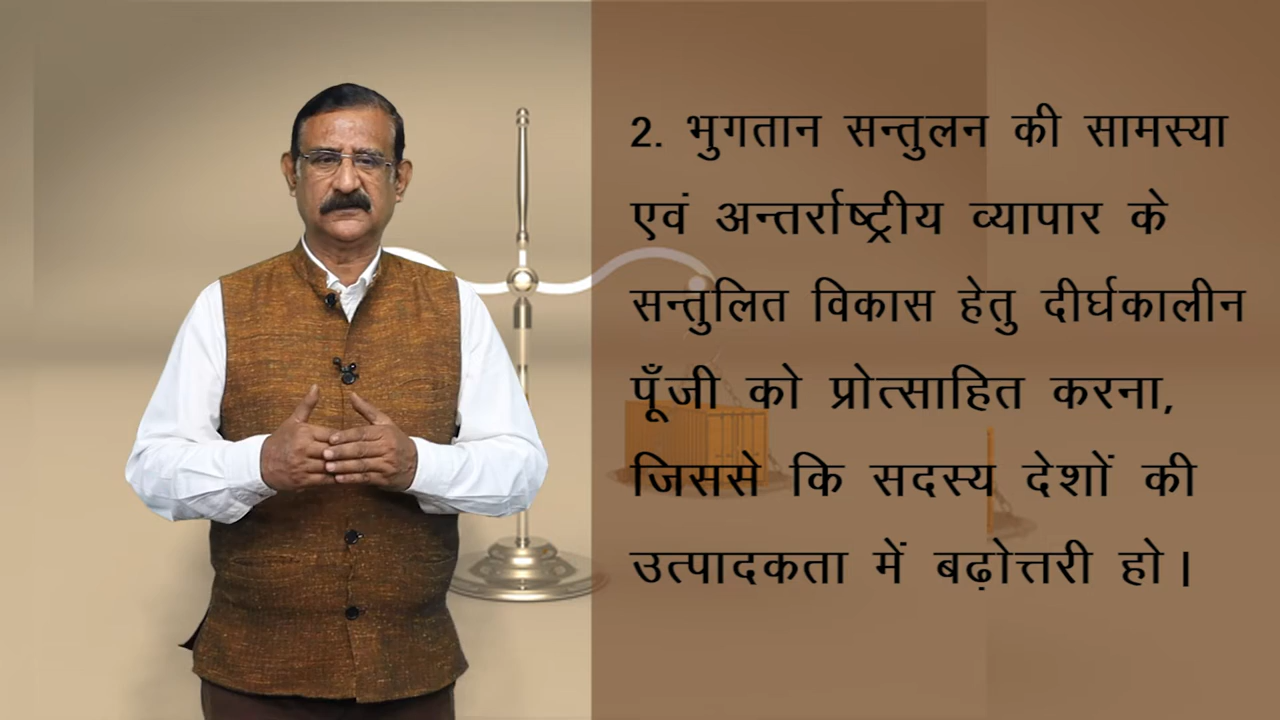 2. भुगतान सन्तुलन की सामस्या
एवं अन्तर्राष्ट्रीय व्यापार के
सन्तुलित विकास हेतु दीर्घकालीन
पूँजी को प्रोत्साहित करना,
जिससे कि सदस्य देशों की
उत्पादकता में बढ़ोत्तरी हो।